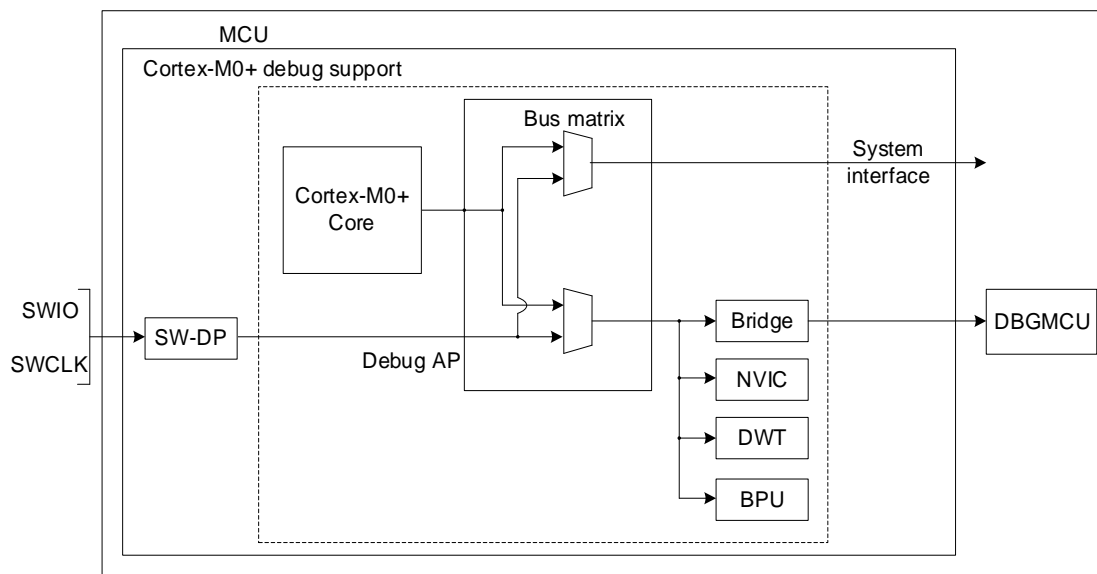 MCU
Cortex-M0+ debug support
Bus matrix
Cortex-M0+
Core
System
interface
SWIO
SWCLK
SW-DP
Debug AP
Bridge
NVIC
DWT
BPU
DBGMCU